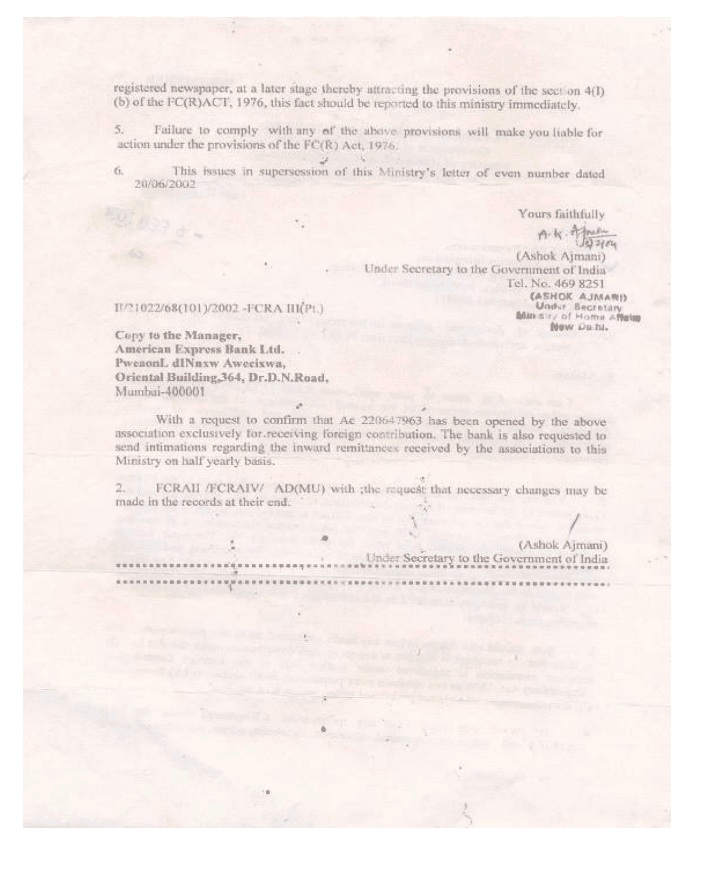 registered newspaper, at a later stage thereby attracting the provisions of the section 4(I)
(b) of the FC(R)ACT, 1976, this fact should be reported to this ministry immediately.
5. Failure to comply with any of the above provisions will make you liable for
action under the provisions of the FC(R) Act, 1976.
6. This issues in supersession of this Ministry's letter of even number dated
20/06/2002
Yours faithfully
A.K. Ajmani
(Ashok Ajmani)
Under Secretary to the Government of India
Tel. No. 469 8251
(ASHOK AJMANI)
Under Secretary
Ministry of Home Affairs
New Delhi.
II/21022/68(101)/2002 -FCRA III(Pt.)
Copy to the Manager,
American Express Bank Ltd.
PweaonL dINaxw Awecixwa,
Oriental Building,364, Dr.D.N.Road,
Mumbai-400001
With a request to confirm that Ac 220647963 has been opened by the above
association exclusively for.receiving foreign contribution. The bank is also requested to
send intimations regarding the inward remittances received by the associations to this
Ministry on half yearly basis.
2. FCRAII /FCRAIV/ AD(MU) with ;the request that necessary changes may be
made in the records at their end.
(Ashok Ajmani)
Under Secretary to the Government of India